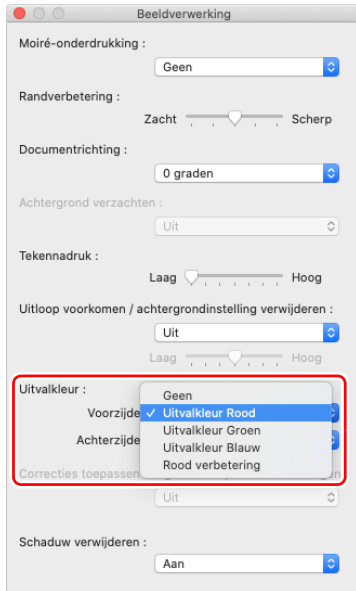 Beeldverwerking
Moiré-onderdrukking :
Geen
Randverbetering :
Zacht Scherp
Documentrichting :
0 graden
Achtergrond verzachten :
Uit
Tekennadruk :
Laag Hoog
Uitloop voorkomen / achtergrondinstelling verwijderen :
Uit
Laag Hoog
Uitvalkleur :
Geen
Voorzijde ✓ Uitvalkleur Rood
Uitvalkleur Groen
Achterzijde Uitvalkleur Blauw
Rood verbetering
Correcties toepassen
Uit
Schaduw verwijderen :
Aan